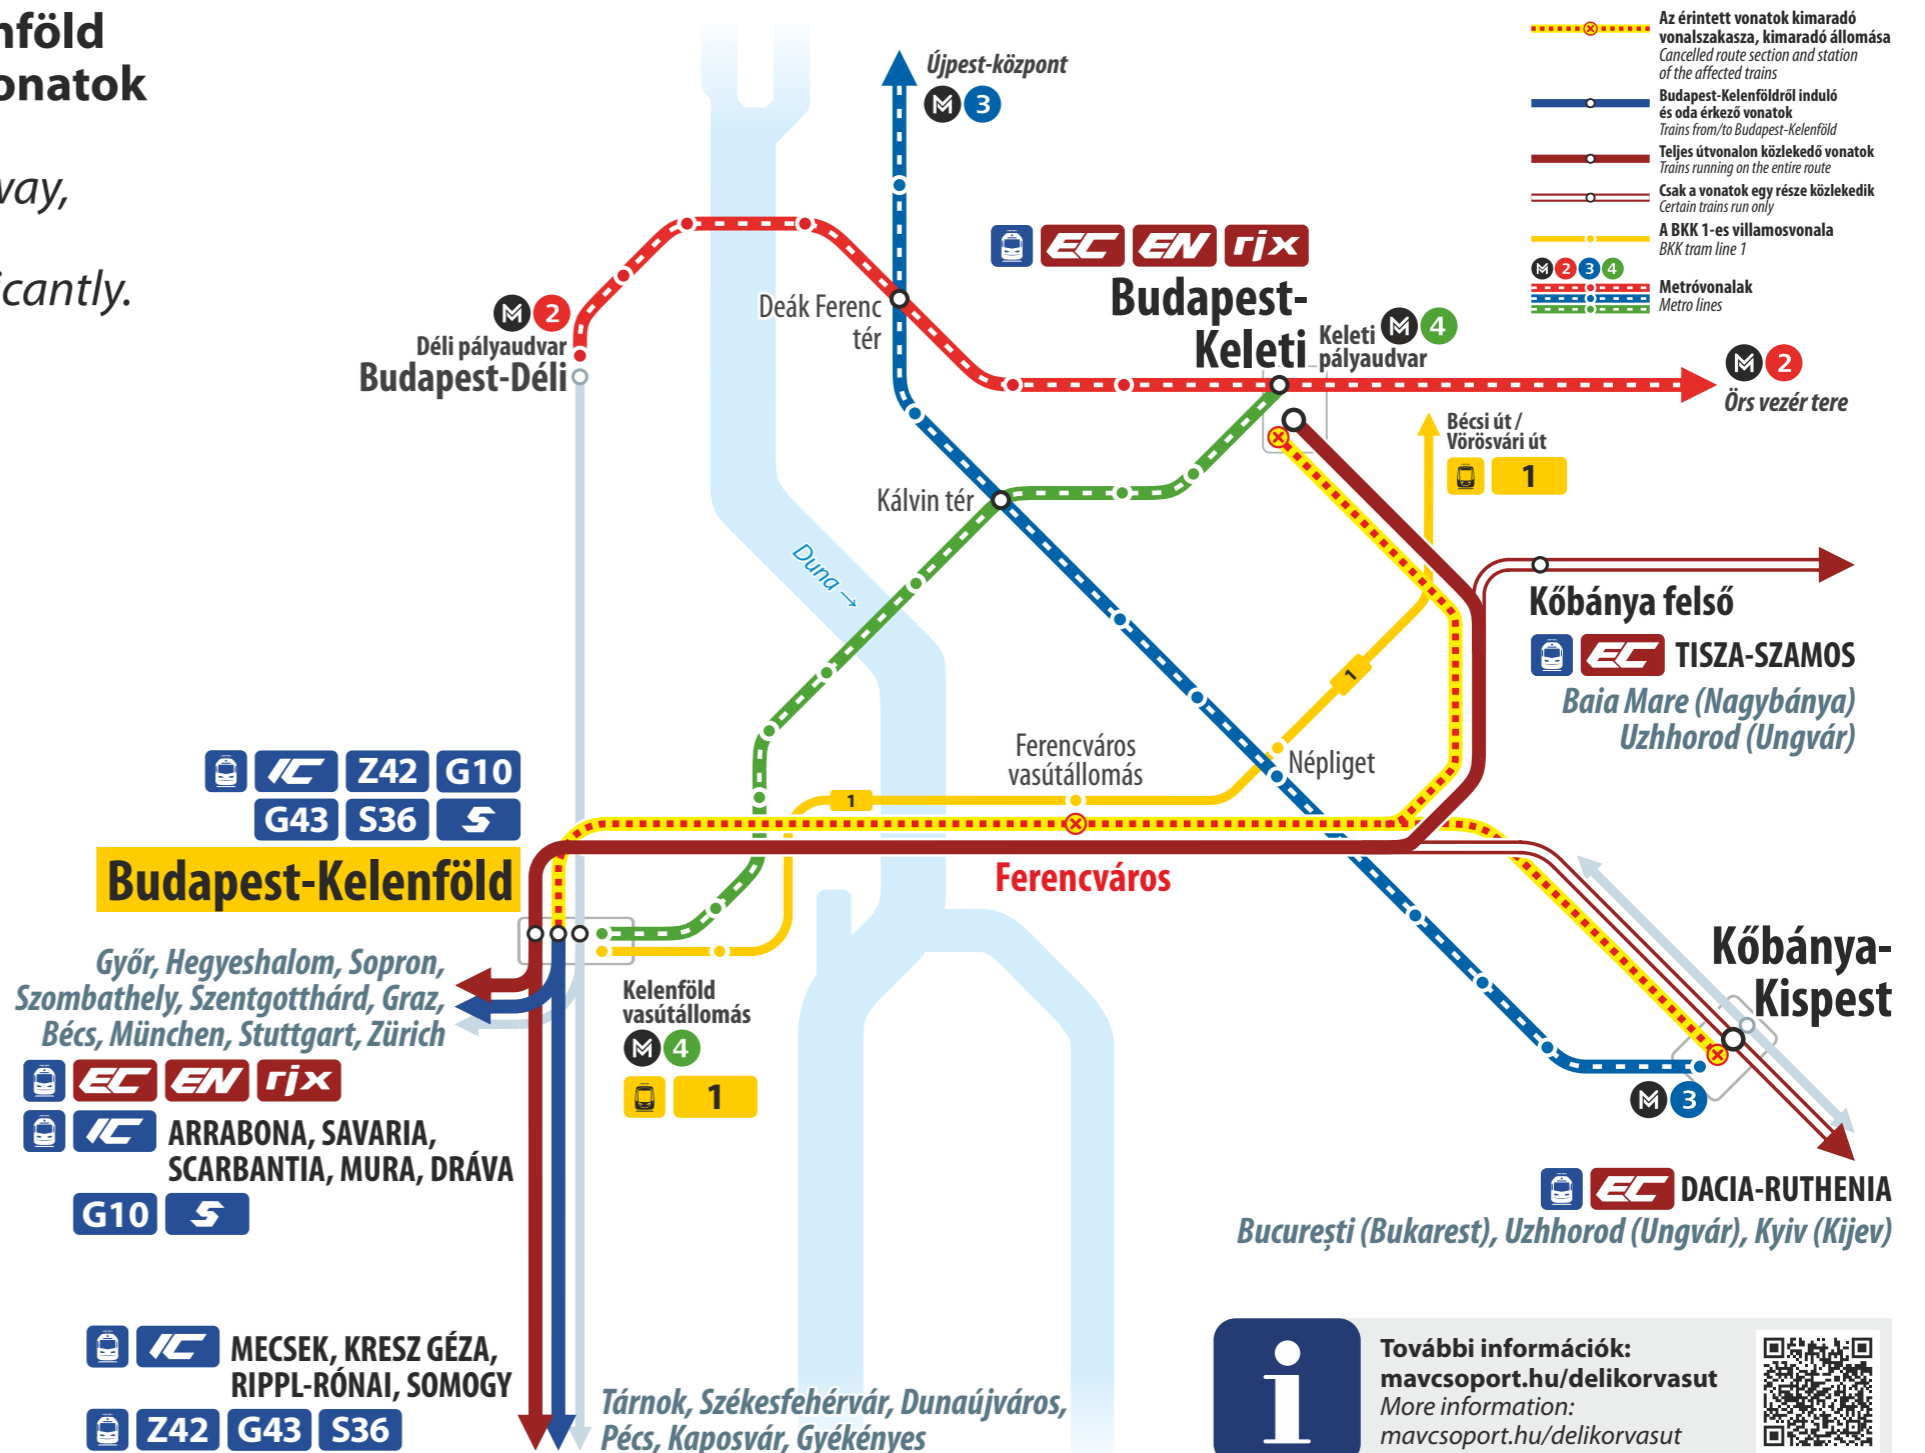 nföld
onatok
vay,
cantly.
Az érintett vonatok kimaradó
vonalszakasza, kimaradó állomása
Cancelled route section and station
of the affected trains
Budapest-Kelenföldről induló
és oda érkező vonatok
Trains from/to Budapest-Kelenföld
Teljes útvonalon közlekedő vonatok
Trains running on the entire route
Csak a vonatok egy része közlekedik
Certain trains run only
A BKK 1-es villamosvonala
BKK tram line 1
M 2 3 4
Metróvonalak
Metro lines
Újpest-központ
M 3
EC EN rjx
Budapest-
Keleti
Keleti
pályaudvar
M 4
Deák Ferenc
tér
M 2
Déli pályaudvar
Budapest-Déli
M 2
Örs vezér tere
Bécsi út /
Vörösvári út
1
Kálvin tér
Duna →
Kőbánya felső
EC TISZA-SZAMOS
Baia Mare (Nagybánya)
Uzhhorod (Ungvár)
1
Ferencváros
vasútállomás
Népliget
1
IC Z42 G10
G43 S36 S
Budapest-Kelenföld
Ferencváros
Győr, Hegyeshalom, Sopron,
Szombathely, Szentgotthárd, Graz,
Bécs, München, Stuttgart, Zürich
EC EN rjx
IC ARRABONA, SAVARIA,
SCARBANTIA, MURA, DRÁVA
G10 S
Kelenföld
vasútállomás
M 4
1
Kőbánya-
Kispest
M 3
EC DACIA-RUTHENIA
București (Bukarest), Uzhhorod (Ungvár), Kyiv (Kijev)
IC MECSEK, KRESZ GÉZA,
RIPPL-RÓNAI, SOMOGY
Z42 G43 S36
Tárnok, Székesfehérvár, Dunaújváros,
Pécs, Kaposvár, Gyékényes
i
További információk:
mavcsoport.hu/delikorvasut
More information:
mavcsoport.hu/delikorvasut